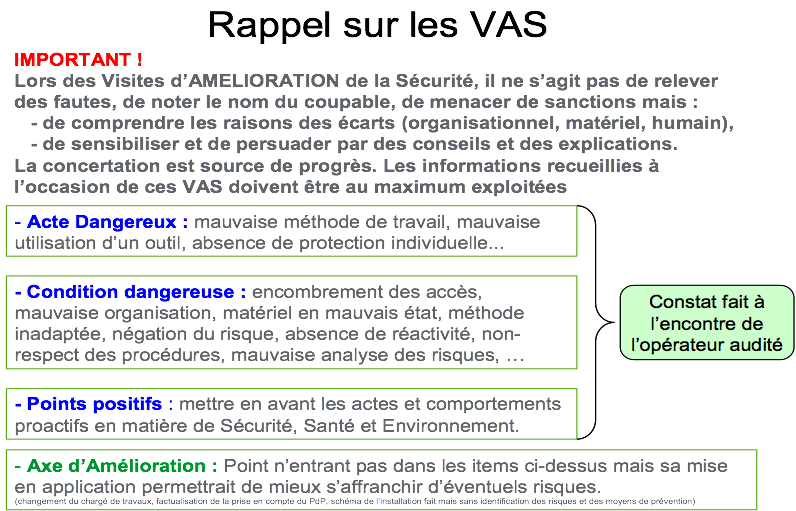 Rappel sur les VAS
IMPORTANT !
Lors des Visites d’AMELIORATION de la Sécurité, il ne s’agit pas de relever
des fautes, de noter le nom du coupable, de menacer de sanctions mais :
- de comprendre les raisons des écarts (organisationnel, matériel, humain),
- de sensibiliser et de persuader par des conseils et des explications.
La concertation est source de progrès. Les informations recueillies à
l’occasion de ces VAS doivent être au maximum exploitées
- Acte Dangereux : mauvaise méthode de travail, mauvaise
utilisation d’un outil, absence de protection individuelle...
- Condition dangereuse : encombrement des accès,
mauvaise organisation, matériel en mauvais état, méthode
inadaptée, négation du risque, absence de réactivité, non-
respect des procédures, mauvaise analyse des risques, …
- Points positifs : mettre en avant les actes et comportements
proactifs en matière de Sécurité, Santé et Environnement.
Constat fait à
l’encontre de
l’opérateur audité
- Axe d’Amélioration : Point n’entrant pas dans les items ci-dessus mais sa mise
en application permettrait de mieux s’affranchir d’éventuels risques.
(changement du chargé de travaux, factualisation de la prise en compte du PdP, schéma de l’installation fait mais sans identification des risques et des moyens de prévention)